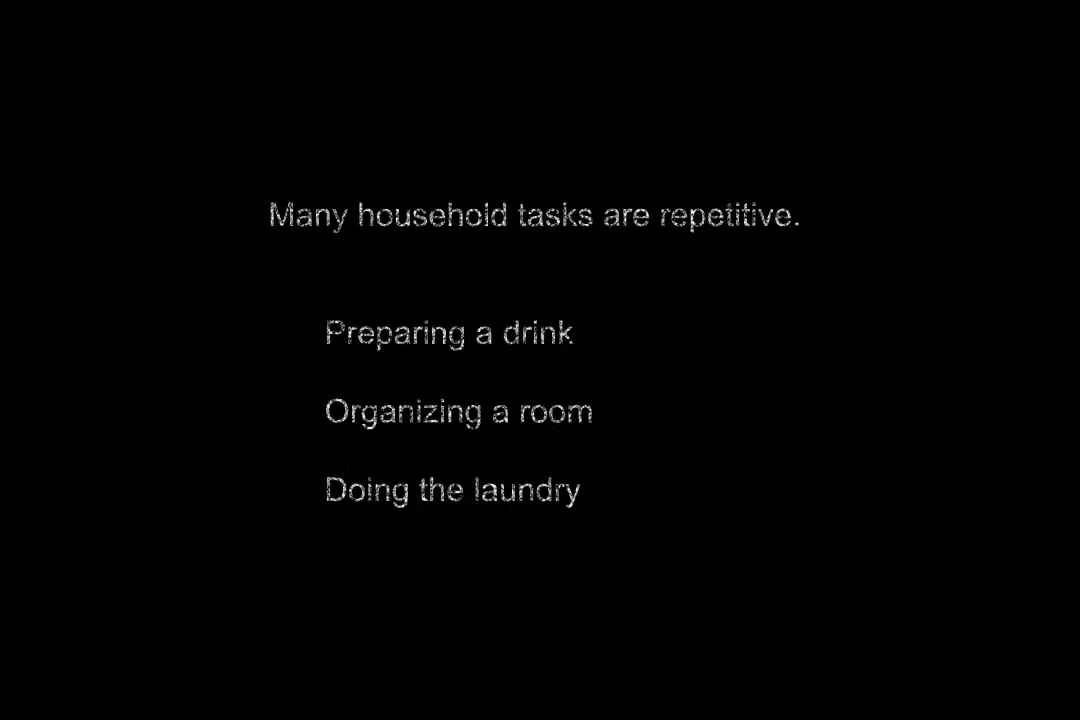 Many household tasks are repetitive.
Preparing a drink
Organizing a room
Doing the laundry